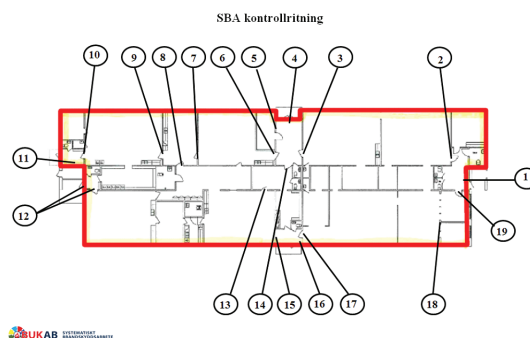 SBA kontrollritning
10 9 8 7 6 5 4 3 2
11 1
12 19
13 14 15 16 17 18
BUKAB SYSTEMATISKT
BRANDSKYDDSARBETE